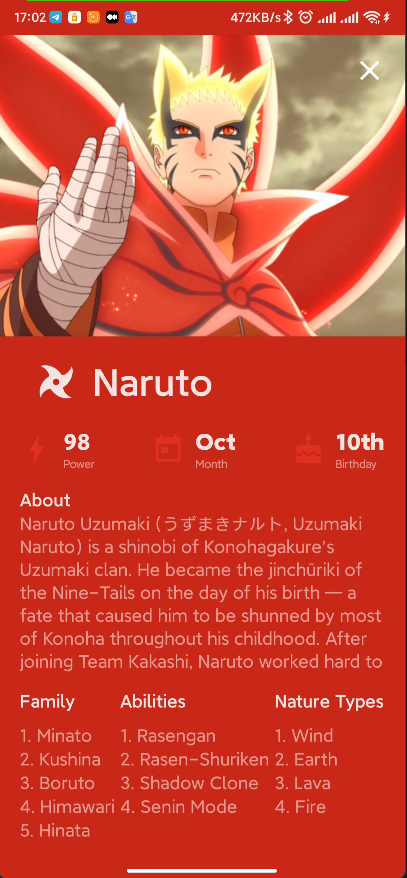 17:02 472KB/s
Naruto
98 Oct 10th
Power Month Birthday
About
Naruto Uzumaki (うずまきナルト, Uzumaki
Naruto) is a shinobi of Konohagakure's
Uzumaki clan. He became the jinchūriki of
the Nine-Tails on the day of his birth — a
fate that caused him to be shunned by most
of Konoha throughout his childhood. After
joining Team Kakashi, Naruto worked hard to
Family Abilities Nature Types
1. Minato 1. Rasengan 1. Wind
2. Kushina 2. Rasen-Shuriken 2. Earth
3. Boruto 3. Shadow Clone 3. Lava
4. Himawari 4. Senin Mode 4. Fire
5. Hinata